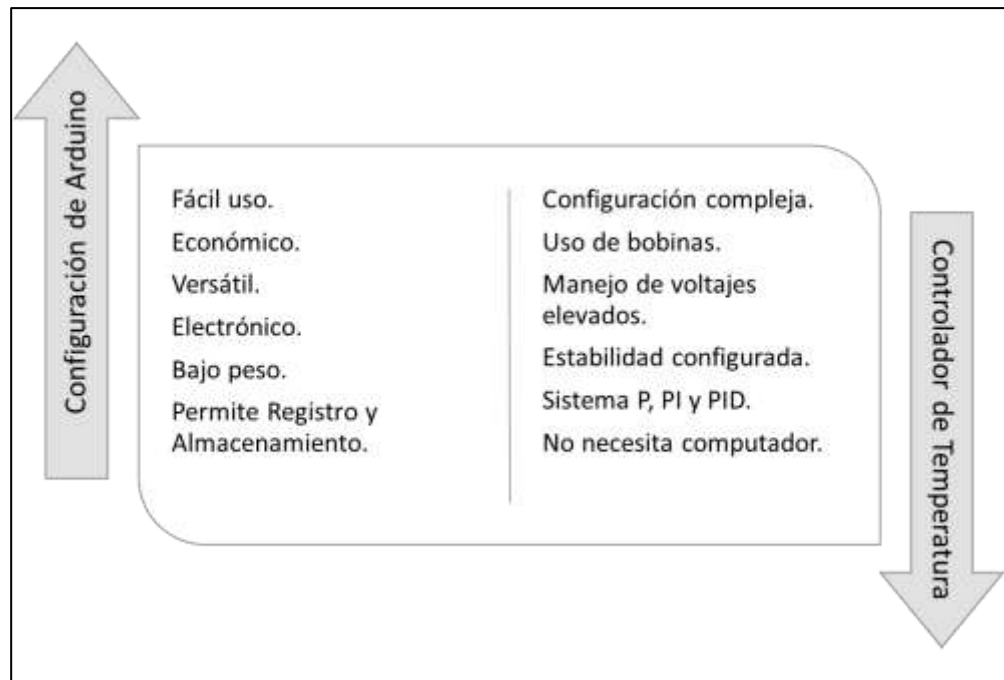 Configuración de Arduino
Fácil uso.
Económico.
Versátil.
Electrónico.
Bajo peso.
Permite Registro y
Almacenamiento.
Configuración compleja.
Uso de bobinas.
Manejo de voltajes
elevados.
Estabilidad configurada.
Sistema P, PI y PID.
No necesita computador.
Controlador de Temperatura